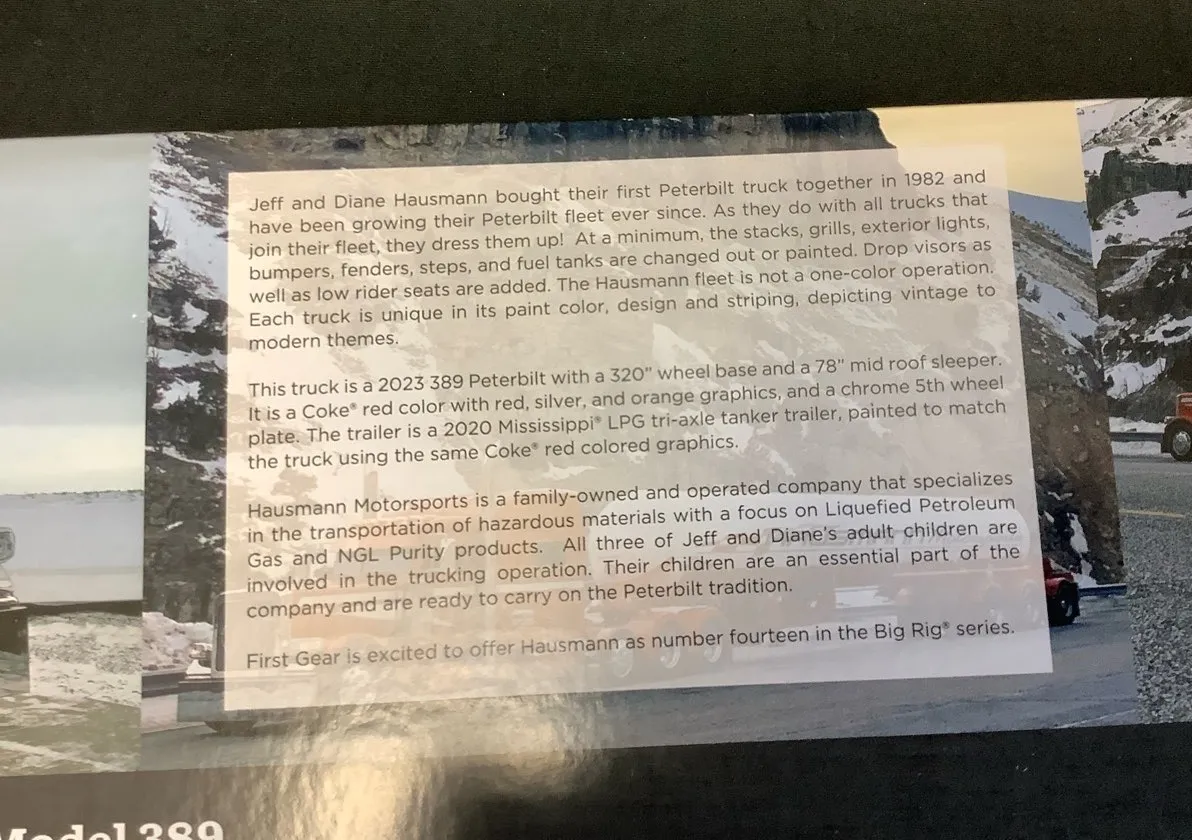 Jeff and Diane Hausmann bought their first Peterbilt truck together in 1982 and
have been growing their Peterbilt fleet ever since. As they do with all trucks that
join their fleet, they dress them up! At a minimum, the stacks, grills, exterior lights,
bumpers, fenders, steps, and fuel tanks are changed out or painted. Drop visors as
well as low rider seats are added. The Hausmann fleet is not a one-color operation.
Each truck is unique in its paint color, design and striping, depicting vintage to
modern themes.
This truck is a 2023 389 Peterbilt with a 320" wheel base and a 78" mid roof sleeper.
It is a Coke® red color with red, silver, and orange graphics, and a chrome 5th wheel
plate. The trailer is a 2020 Mississippi® LPG tri-axle tanker trailer, painted to match
the truck using the same Coke® red colored graphics.
Hausmann Motorsports is a family-owned and operated company that specializes
in the transportation of hazardous materials with a focus on Liquefied Petroleum
Gas and NGL Purity products. All three of Jeff and Diane's adult children are
involved in the trucking operation. Their children are an essential part of the
company and are ready to carry on the Peterbilt tradition.
First Gear is excited to offer Hausmann as number fourteen in the Big Rig® series.
Model 389